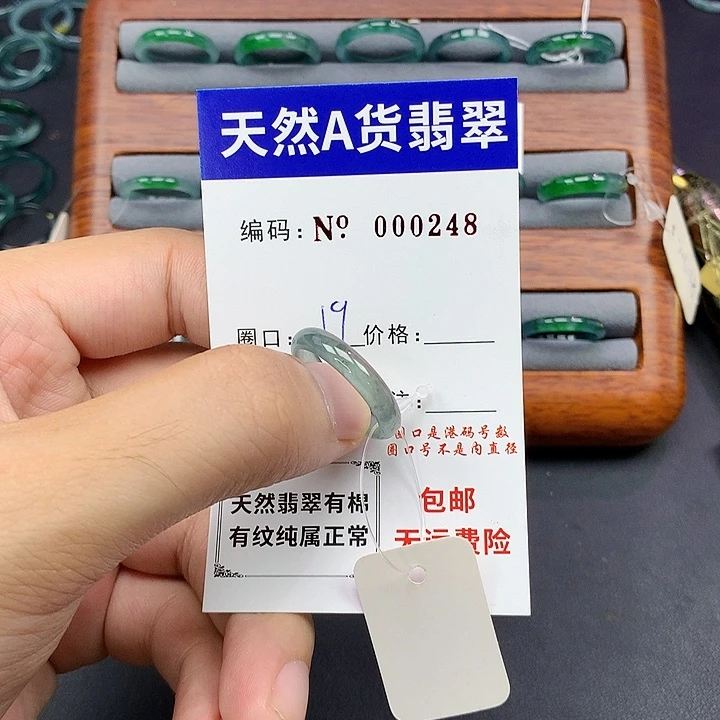 天然A货翡翠
编码: Nº 000248
圈口: 19 价格:
注:
圈口是港码号数
圈口号不是内直径
天然翡翠有棉
有纹纯属正常
包邮
无运费险